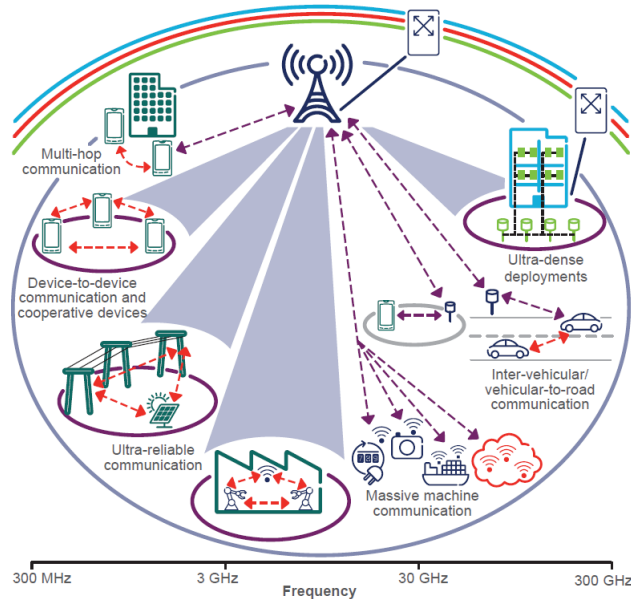 Multi-hop
communication
Device-to-device
communication and
cooperative devices
Ultra-reliable
communication
Massive machine
communication
Inter-vehicular/
vehicular-to-road
communication
Ultra-dense
deployments
300 MHz
3 GHz
30 GHz
300 GHz
Frequency